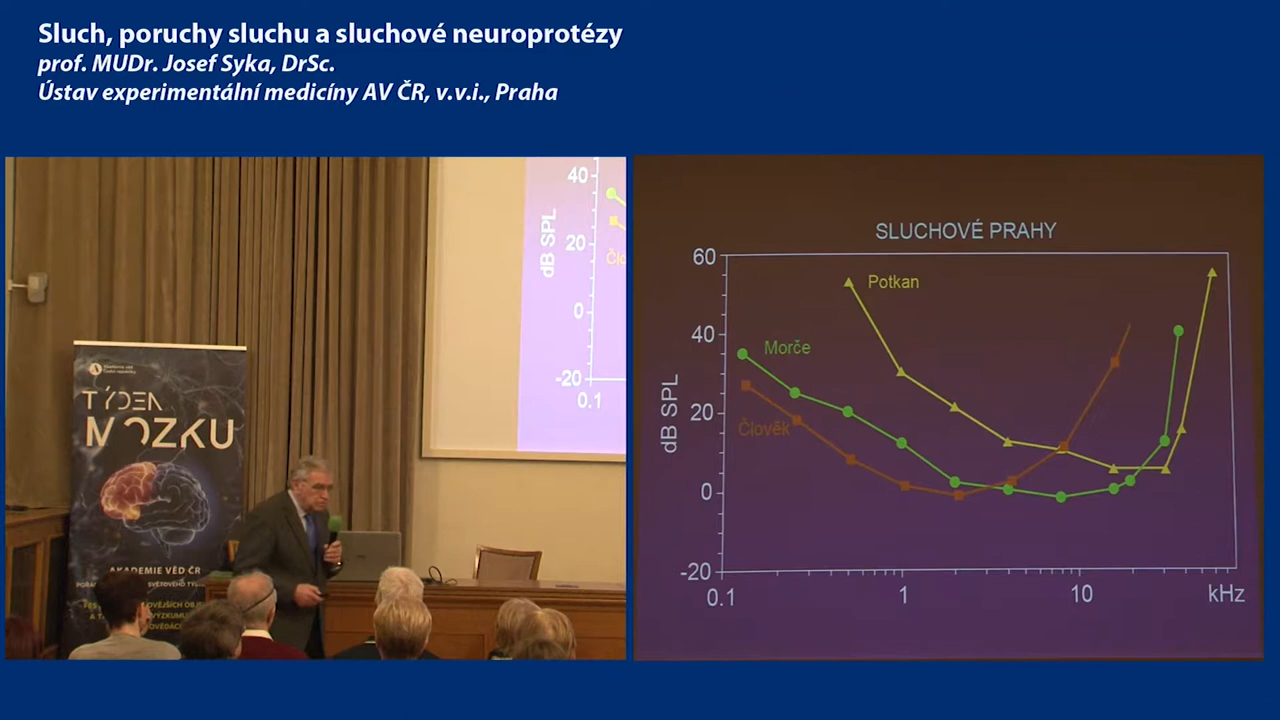 Sluch, poruchy sluchu a sluchové neuroprotézy
prof. MUDr. Josef Syka, DrSc.
Ústav experimentální medicíny AV ČR, v.v.i., Praha
40
20
0
-20
0.1
dB SPL
TÝDEN
MOZKU
AKADEMIE VĚD ČR
SLUCHOVÉ PRAHY
60
40
20
0
-20
dB SPL
Potkan
Morče
Člověk
0.1
1
10
kHz